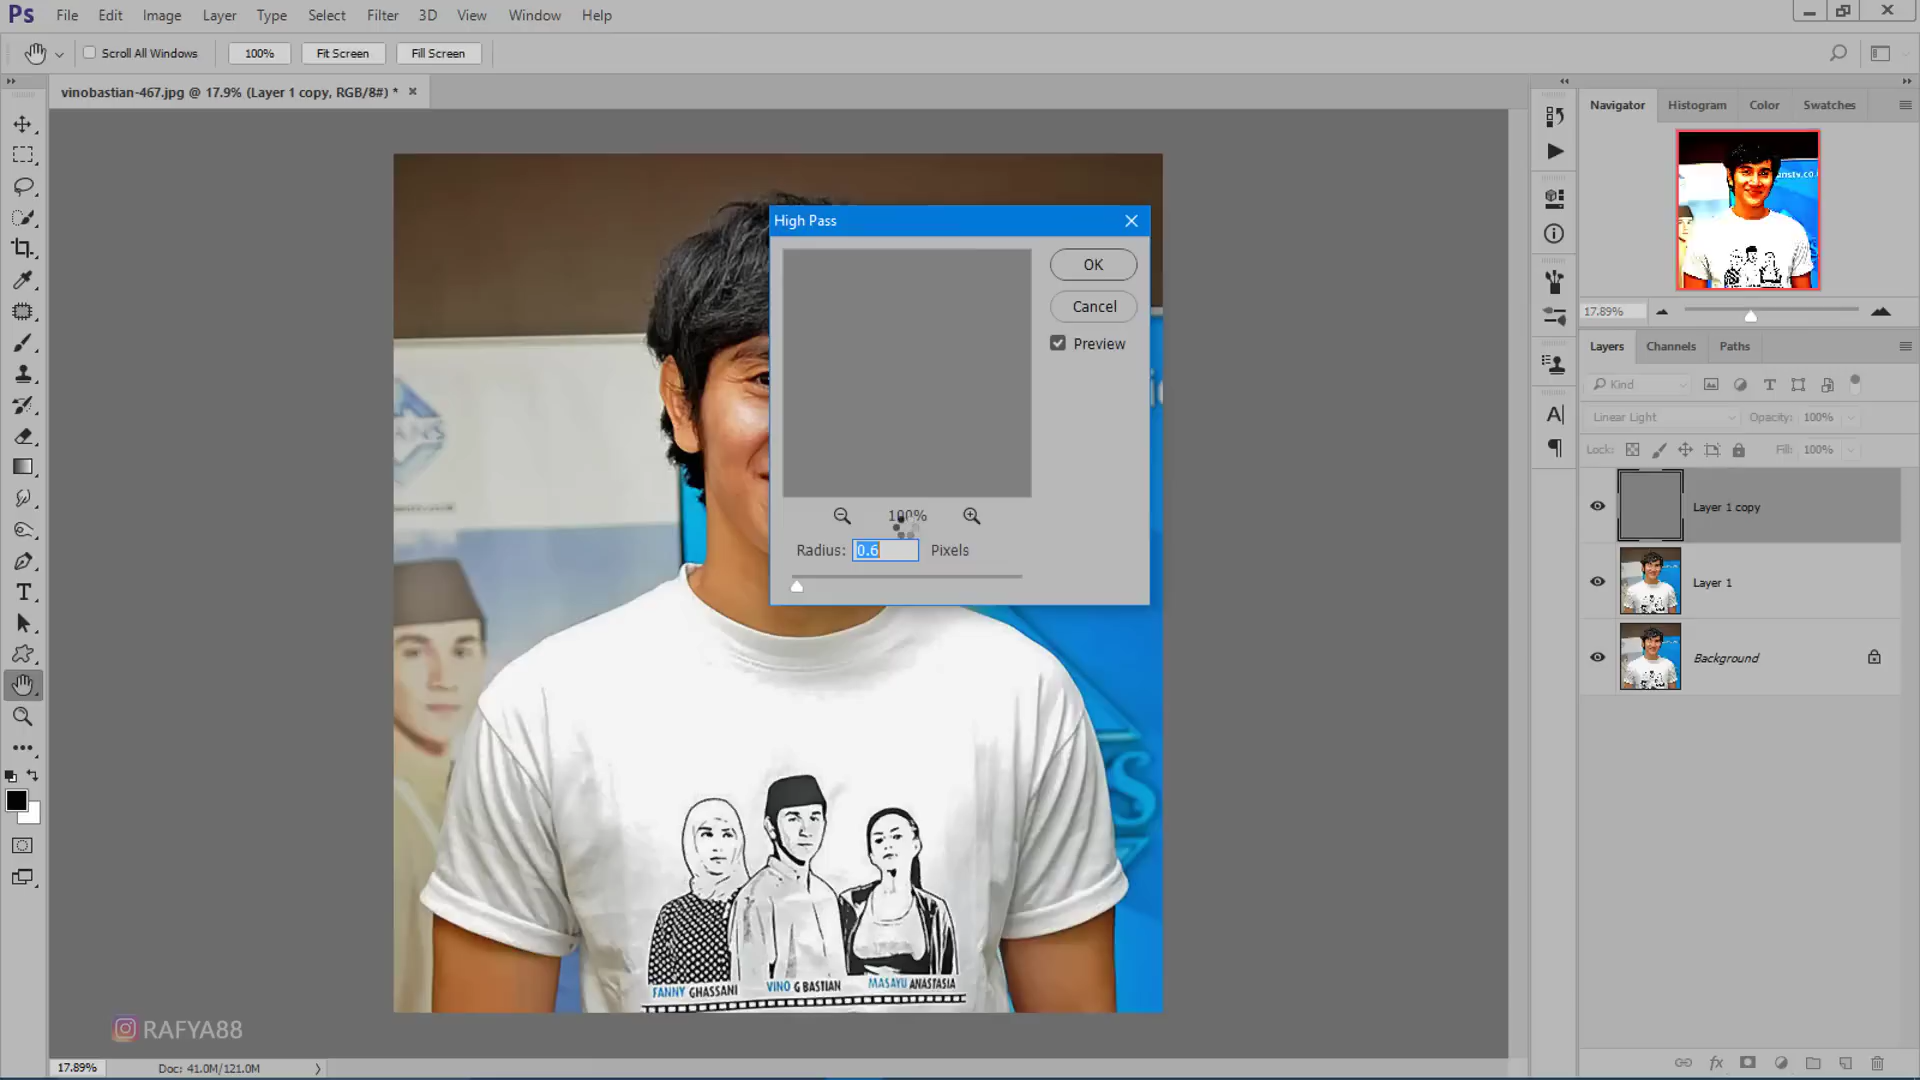 Ps File Edit Image Layer Type Select Filter 3D View Window Help
Scroll All Windows 100% Fit Screen Fill Screen
vinobastian-467.jpg @ 17.9% (Layer 1 copy, RGB/8#) *
Navigator Histogram Color Swatches
High Pass
OK
Cancel
Preview
100%
Radius: 0.6 Pixels
17.89%
Layers Channels Paths
Kind
Linear Light Opacity: 100%
Lock: Fill: 100%
Layer 1 copy
Layer 1
Background
FANNY GHASSANI VINO G BASTIAN MASAYU ANASTASIA
RAFYA88
17.89% Doc: 41.0M/121.0M